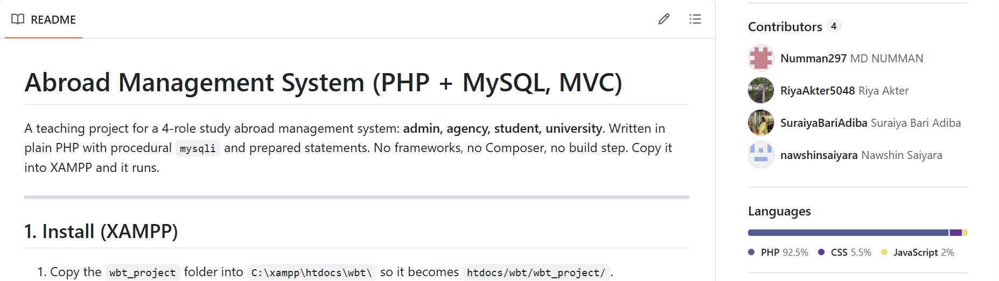 README
Abroad Management System (PHP + MySQL, MVC)
A teaching project for a 4-role study abroad management system: admin, agency, student, university. Written in
plain PHP with procedural mysqli and prepared statements. No frameworks, no Composer, no build step. Copy it
into XAMPP and it runs.
1. Install (XAMPP)
1. Copy the wbt_project folder into C:\xampp\htdocs\wbt\ so it becomes htdocs/wbt/wbt_project/ .
Contributors 4
Numman297 MD NUMMAN
RiyaAkter5048 Riya Akter
SuraiyaBariAdiba Suraiya Bari Adiba
nawshinsaiyara Nawshin Saiyara
Languages
PHP 92.5% CSS 5.5% JavaScript 2%